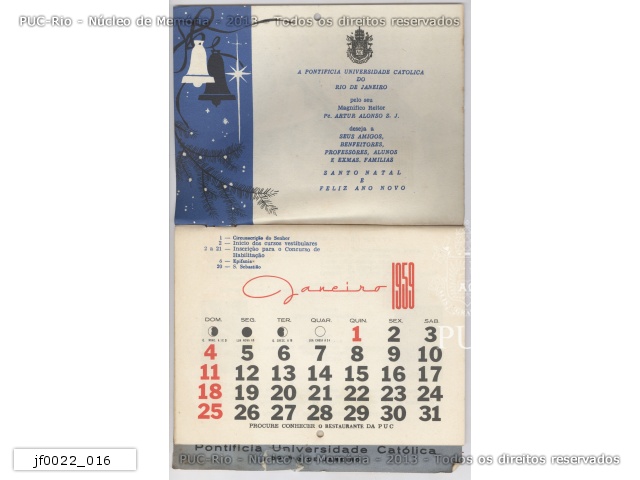 PUC-Rio - Núcleo de Memória - 2013 - Todos os direitos reservados
A PONTIFICIA UNIVERSIDADE CATOLICA
DO
RIO DE JANEIRO
pelo seu
Magnífico Reitor
Pe. ARTUR ALONSO S. J.
deseja a
SEUS AMIGOS,
BENFEITORES,
PROFESSORES, ALUNOS
E EXMAS. FAMILIAS
SANTO NATAL
E
FELIZ ANO NOVO
1 — Circuncisição do Senhor
2 — Início dos cursos vestibulares
2 a 21 — Inscrição para o Concurso de
Habilitação
6 — Epifania
20 — S. Sebastião
Janeiro 1959
DOM. SEG. TER. QUAR. QUIN. SEX. SAB.
1 2 3
4 5 6 7 8 9 10
11 12 13 14 15 16 17
18 19 20 21 22 23 24
25 26 27 28 29 30 31
PROCURE CONHECER O RESTAURANTE DA PUC
Pontifícia Universidade Católica
PUC-Rio - Núcleo de Memória - 2013 - Todos os direitos reservados
jf0022_016